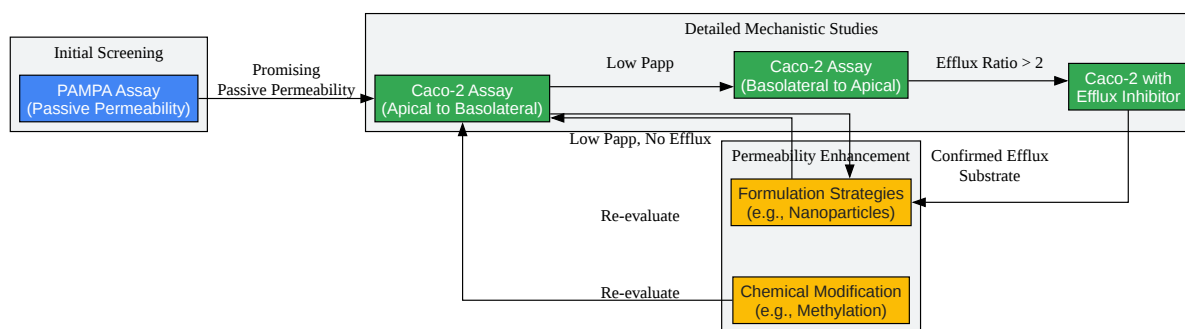 Detailed Mechanistic Studies
Initial Screening
PAMPA Assay
(Passive Permeability)
Promising
Passive Permeability
Caco-2 Assay
(Apical to Basolateral)
Low Papp
Caco-2 Assay
(Basolateral to Apical)
Efflux Ratio > 2
Caco-2 with
Efflux Inhibitor
Low Papp, No Efflux
Permeability Enhancement
Confirmed Efflux
Substrate
Formulation Strategies
(e.g., Nanoparticles)
Re-evaluate
Chemical Modification
(e.g., Methylation)
Re-evaluate